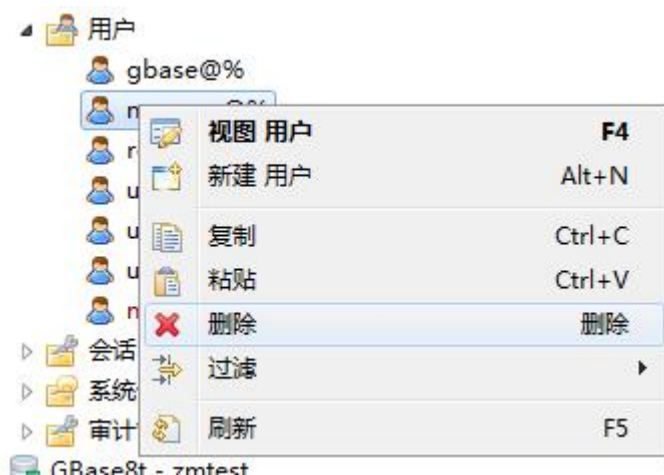 用户
gbase@%
视图 用户 F4
新建 用户 Alt+N
复制 Ctrl+C
粘贴 Ctrl+V
删除 删除
会话
过滤
系统
审计
刷新 F5
GBase8t - zmtest